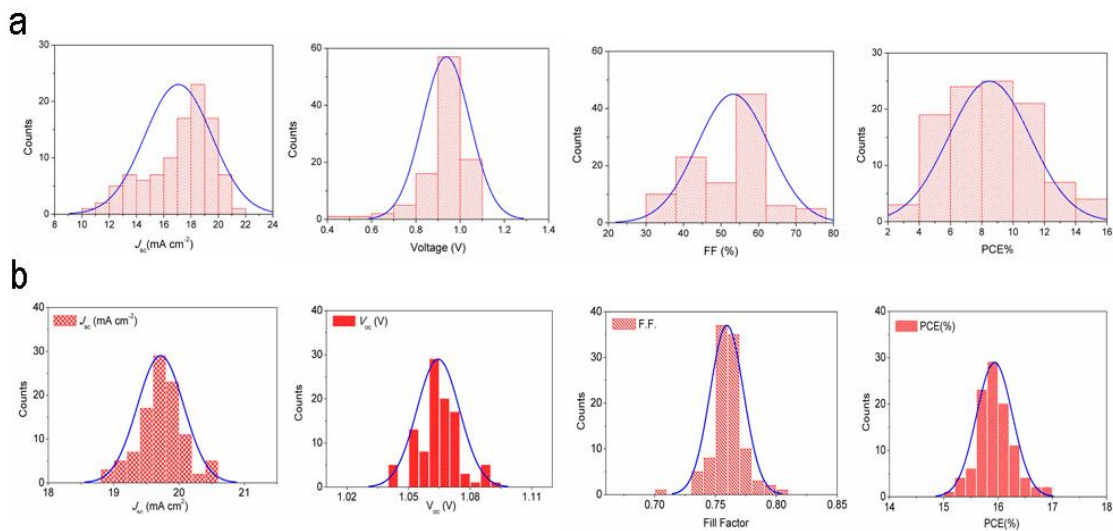 a
30
20
10
0
Counts
8 10 12 14 16 18 20 22 24
Jsc(mA cm-2)
60
40
20
0
Counts
0.4 0.6 0.8 1.0 1.2 1.4
Voltage (V)
60
40
20
0
Counts
20 30 40 50 60 70 80
FF (%)
30
20
10
0
Counts
2 4 6 8 10 12 14 16
PCE%
b
40
30
20
10
0
Counts
Jsc (mA cm-2)
18 19 20 21
Jsc (mA cm-2)
40
30
20
10
0
Counts
Voc (V)
1.02 1.05 1.08 1.11
Voc (V)
40
30
20
10
0
Counts
F.F.
0.70 0.75 0.80 0.85
Fill Factor
40
30
20
10
0
Counts
PCE(%)
14 15 16 17 18
PCE(%)